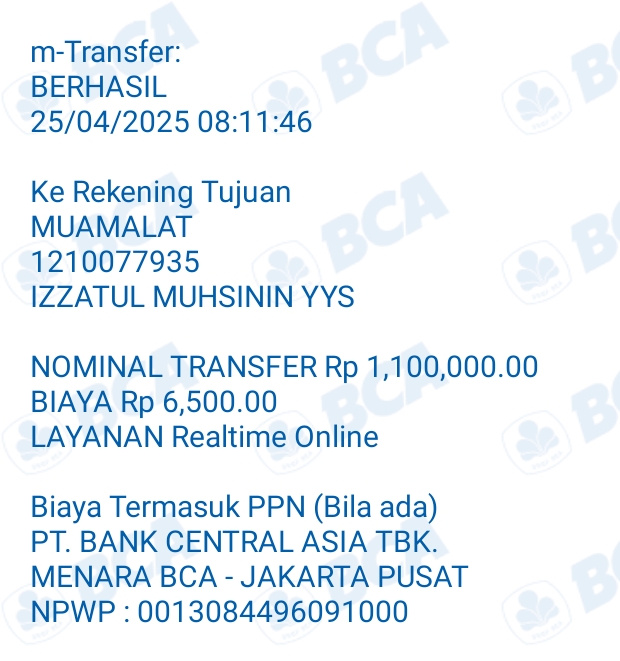 m-Transfer:
BERHASIL
25/04/2025 08:11:46
Ke Rekening Tujuan
MUAMALAT
1210077935
IZZATUL MUHSININ YYS
NOMINAL TRANSFER Rp 1,100,000.00
BIAYA Rp 6,500.00
LAYANAN Realtime Online
Biaya Termasuk PPN (Bila ada)
PT. BANK CENTRAL ASIA TBK.
MENARA BCA - JAKARTA PUSAT
NPWP : 0013084496091000
BCA